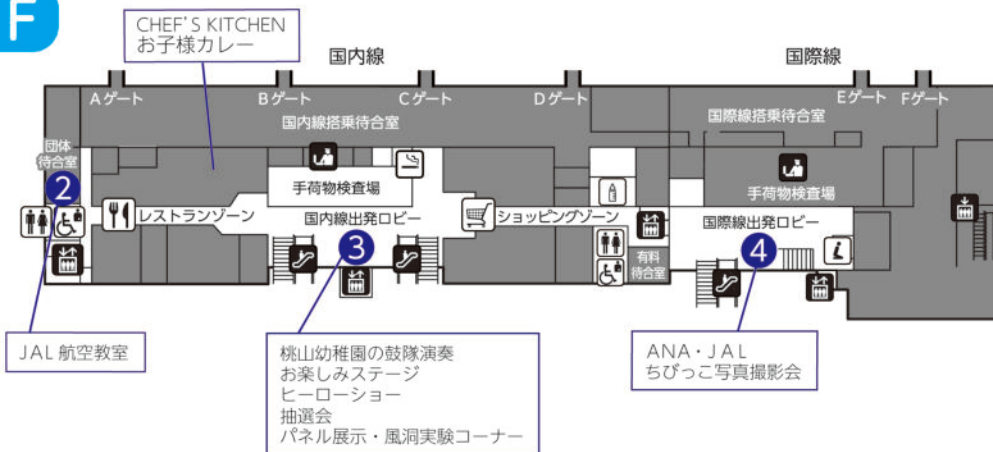 F
CHEF'S KITCHEN
お子様カレー
国内線
国際線
Aゲート
Bゲート
Cゲート
Dゲート
Eゲート
Fゲート
国内線搭乗待合室
国際線搭乗待合室
団体
待合室
2
手荷物検査場
手荷物検査場
レストランゾーン
国内線出発ロビー
ショッピングゾーン
国際線出発ロビー
3
4
有料
待合室
JAL 航空教室
桃山幼稚園の鼓隊演奏
お楽しみステージ
ヒーローショー
抽選会
パネル展示・風洞実験コーナー
ANA・JAL
ちびっこ写真撮影会